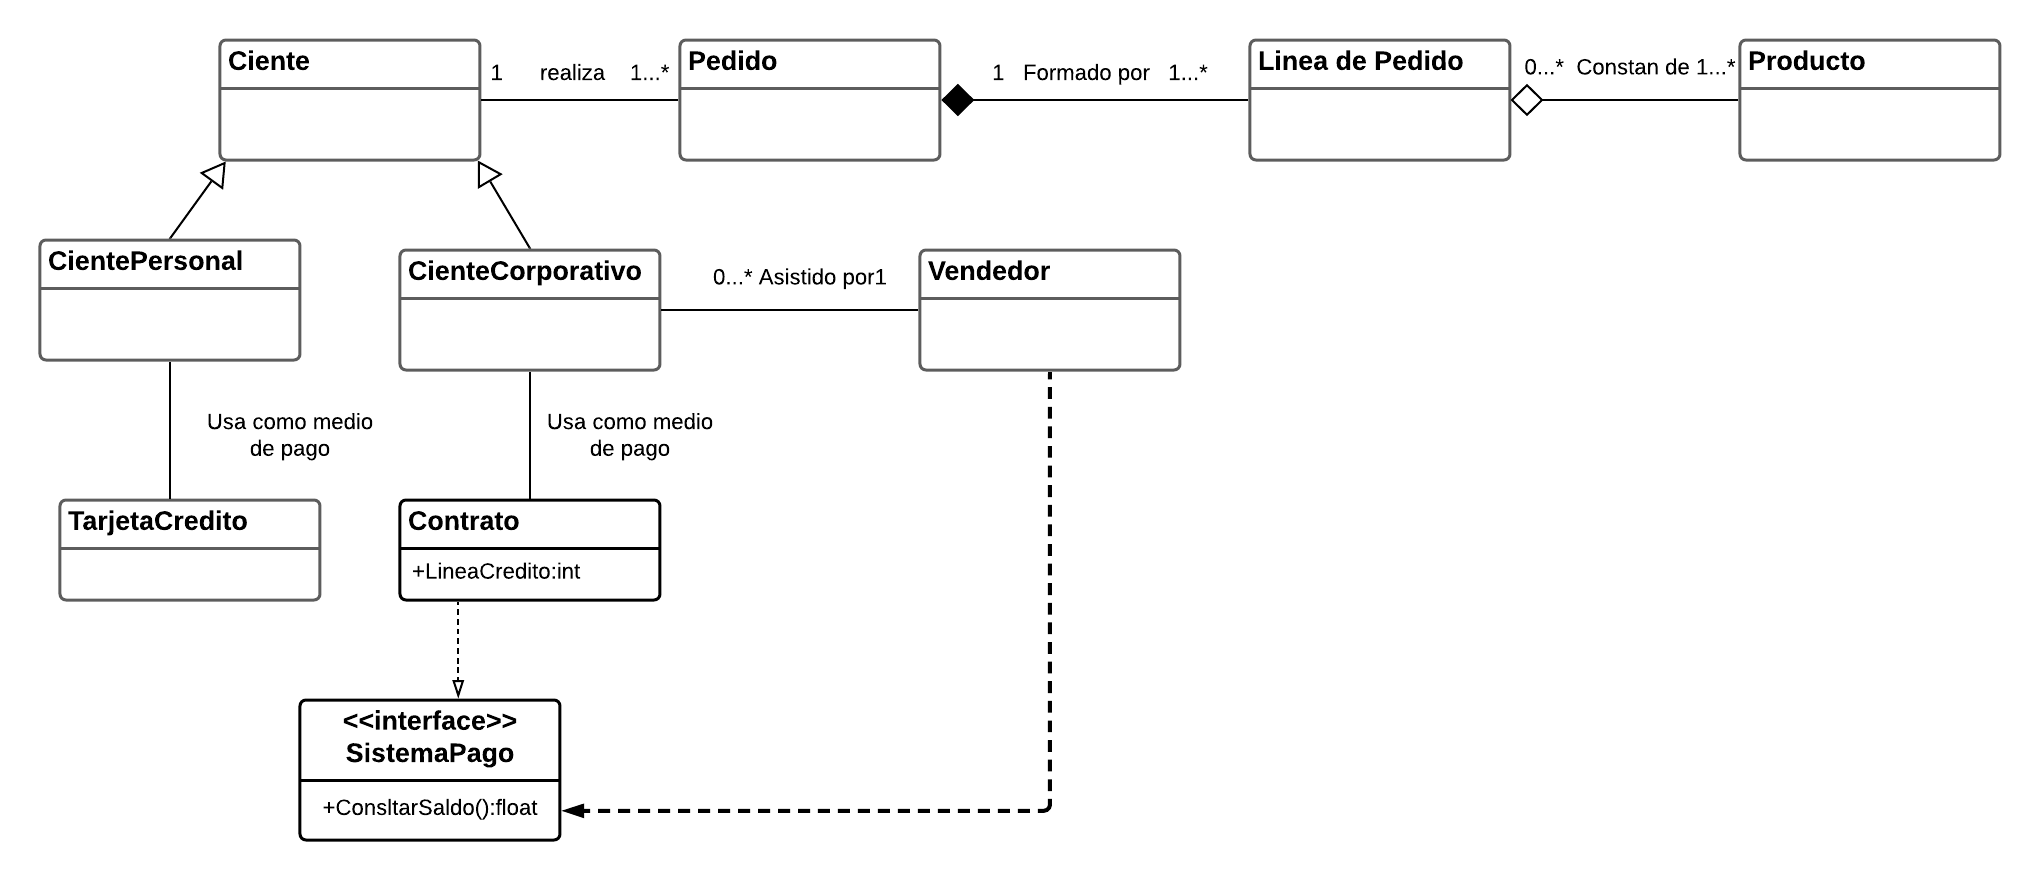 Ciente
1 realiza 1...*
Pedido
1 Formado por 1...*
Linea de Pedido
0...* Constan de 1...*
Producto
CientePersonal
CienteCorporativo
0...* Asistido por1
Vendedor
Usa como medio
de pago
Usa como medio
de pago
TarjetaCredito
Contrato
+LineaCredito:int
<<interface>>
SistemaPago
+ConsltarSaldo():float